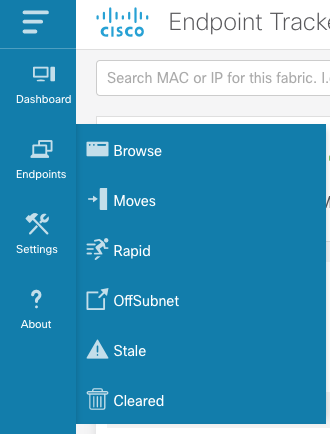 CISCO
Endpoint Tracke
Search MAC or IP for this fabric. I.
Dashboard
Endpoints
Settings
About
Browse
Moves
Rapid
OffSubnet
Stale
Cleared